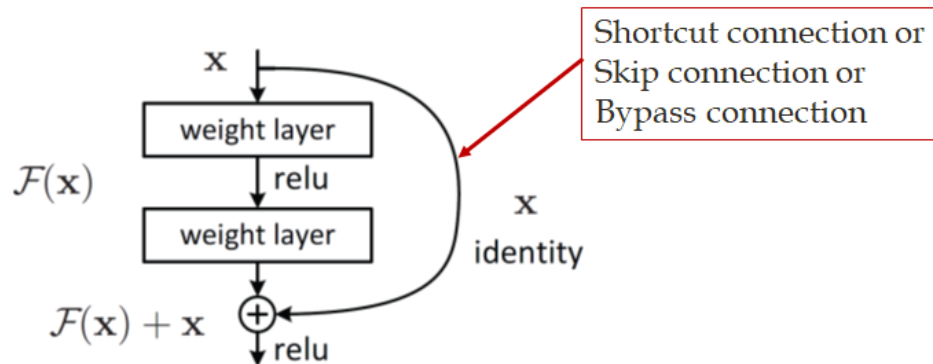 Shortcut connection or
Skip connection or
Bypass connection
x
weight layer
F(x)
relu
weight layer
x
identity
F(x) + x
+
relu